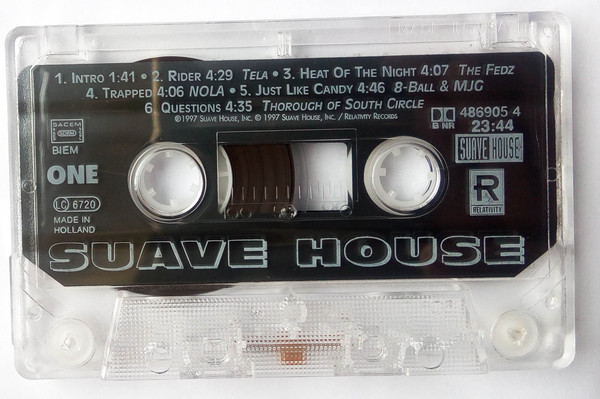 SUAVE HOUSE
1. INTRO 1:41 • 2. RIDER 4:29 TELA • 3. HEAT OF THE NIGHT 4:07 THE FEDZ
4. TRAPPED 4:06 NOLA • 5. JUST LIKE CANDY 4:46 8-BALL & MJG
6. QUESTIONS 4:35 THOROUGH OF SOUTH CIRCLE
℗1997 SUAVE HOUSE, INC. © 1997 SUAVE HOUSE, INC. / RELATIVITY RECORDS
B NR
486905 4
23:44
SACEM
BIEM
ONE
LC 6720
MADE IN
HOLLAND
SUAVE HOUSE
R
RELATIVITY
SUAVE HOUSE